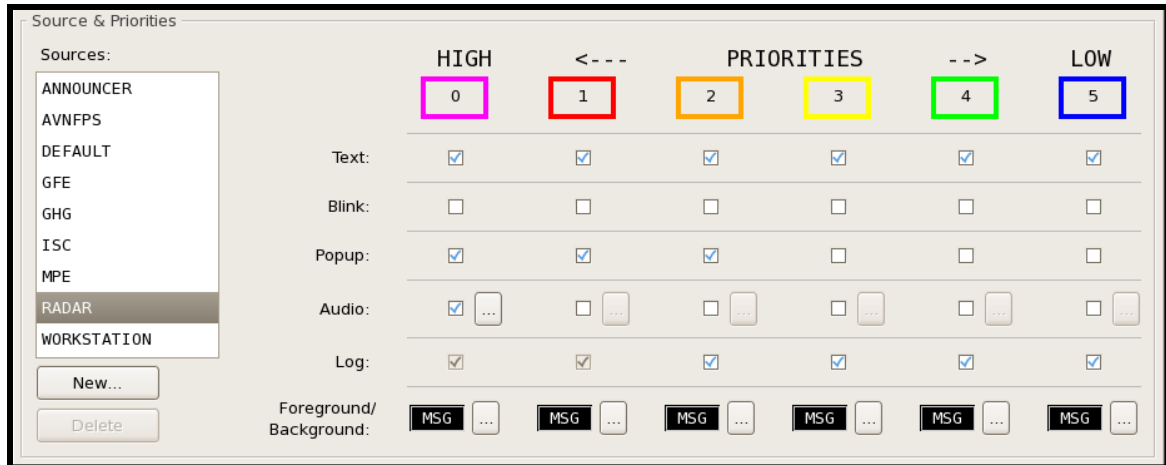 Source & Priorities
Sources:
HIGH <--- PRIORITIES --> LOW
0 1 2 3 4 5
ANNOUNCER
AVNFPS
DEFAULT
GFE
GHG
ISC
MPE
RADAR
WORKSTATION
New...
Delete
Text:
Blink:
Popup:
Audio: ... ... ... ... ... ...
Log:
Foreground/
Background:
MSG ... MSG ... MSG ... MSG ... MSG ... MSG ...